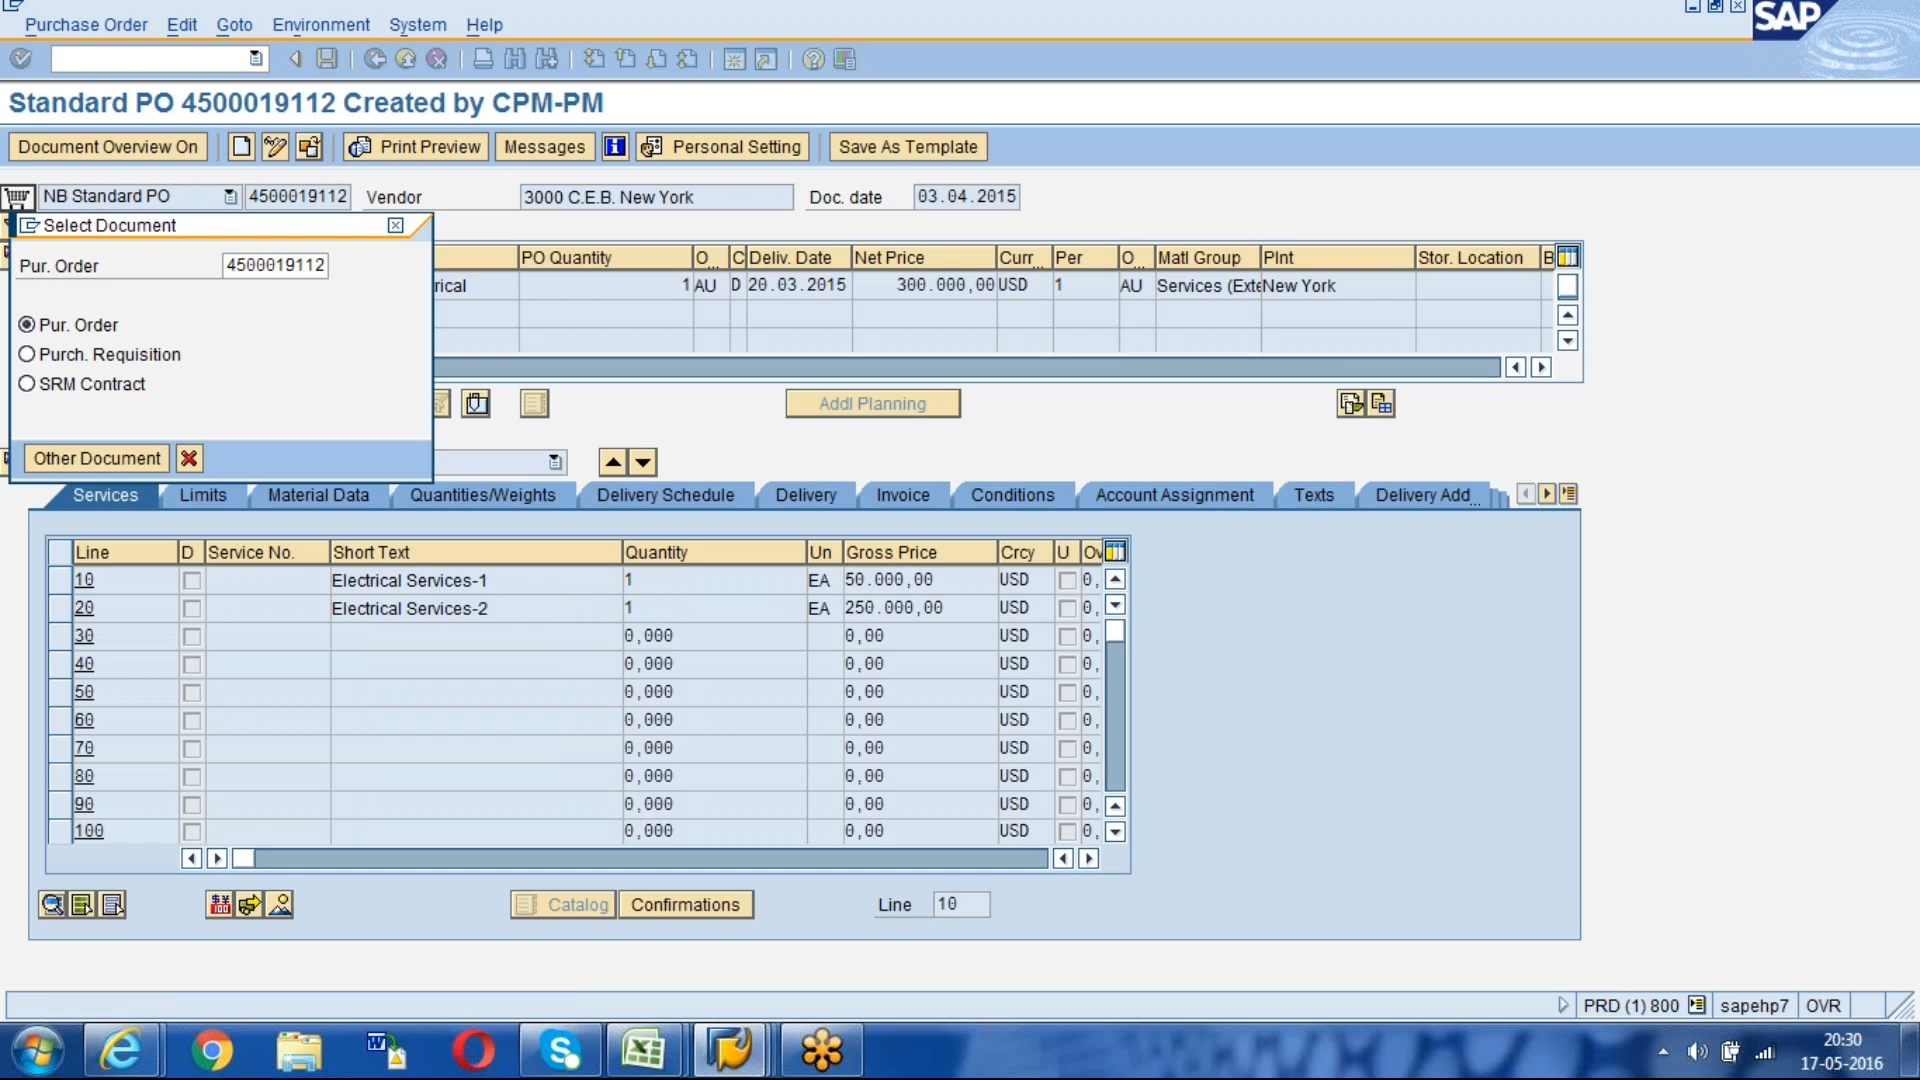 Purchase Order Edit Goto Environment System Help
SAP
Standard PO 4500019112 Created by CPM-PM
Document Overview On Print Preview Messages Personal Setting Save As Template
NB Standard PO 4500019112 Vendor 3000 C.E.B. New York Doc. date 03.04.2015
Select Document
Pur. Order 4500019112
Pur. Order
Purch. Requisition
SRM Contract
Other Document
PO Quantity O... C Deliv. Date Net Price Curr... Per O... Matl Group Plnt Stor. Location B
rical 1 AU D 20.03.2015 300.000,00 USD 1 AU Services (Exte New York
Addl Planning
Services Limits Material Data Quantities/Weights Delivery Schedule Delivery Invoice Conditions Account Assignment Texts Delivery Add...
Line D Service No. Short Text Quantity Un Gross Price Crcy U Ov
10 Electrical Services-1 1 EA 50.000,00 USD 0,
20 Electrical Services-2 1 EA 250.000,00 USD 0,
30 0,000 0,00 USD 0,
40 0,000 0,00 USD 0,
50 0,000 0,00 USD 0,
60 0,000 0,00 USD 0,
70 0,000 0,00 USD 0,
80 0,000 0,00 USD 0,
90 0,000 0,00 USD 0,
100 0,000 0,00 USD 0,
Catalog Confirmations Line 10
PRD (1) 800 sapehp7 OVR
20:30
17-05-2016